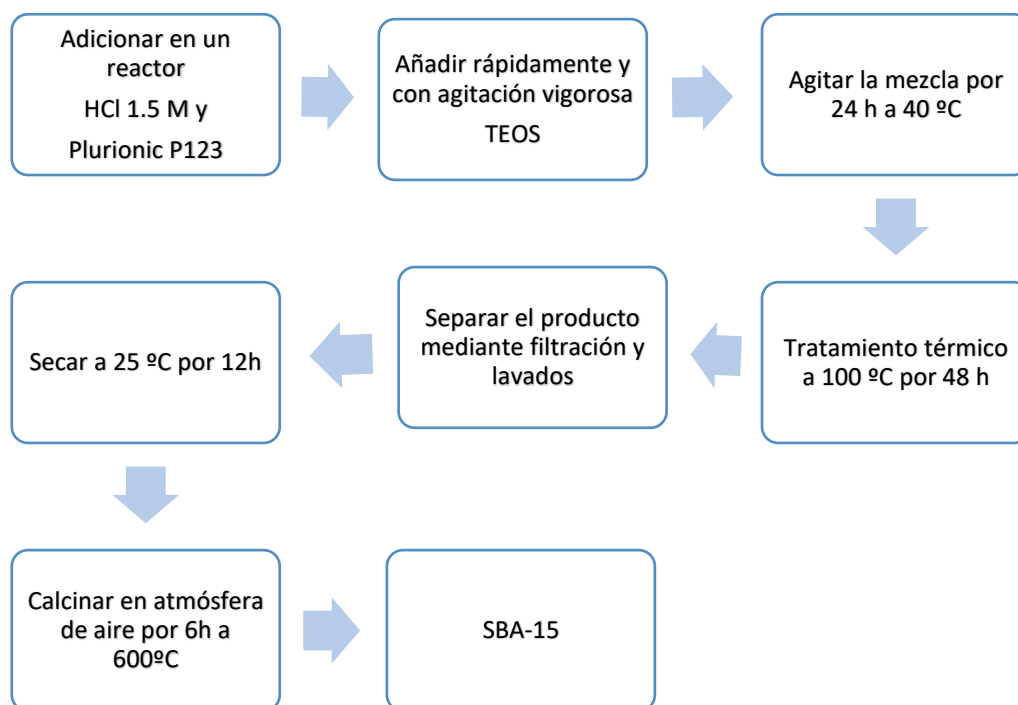 Adicionar en un
reactor
HCl 1.5 M y
Plurionic P123
Añadir rápidamente y
con agitación vigorosa
TEOS
Agitar la mezcla por
24 h a 40 ºC
Tratamiento térmico
a 100 ºC por 48 h
Separar el producto
mediante filtración y
lavados
Secar a 25 ºC por 12h
Calcinar en atmósfera
de aire por 6h a
600ºC
SBA-15